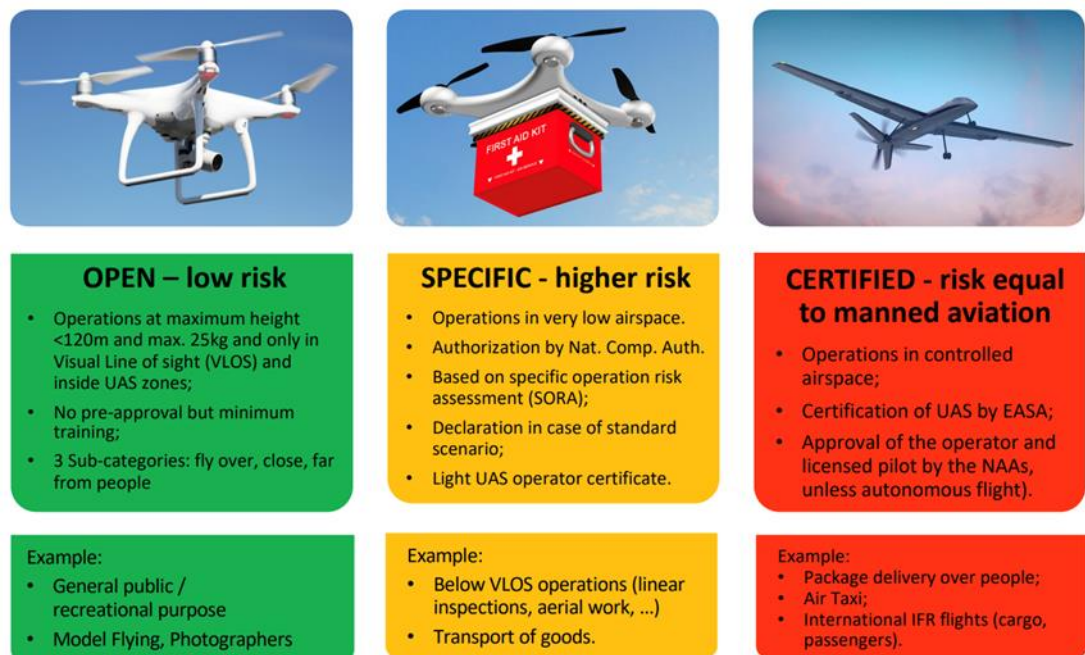 FIRST AID KIT
OPEN – low risk
• Operations at maximum height
<120m and max. 25kg and only in
Visual Line of sight (VLOS) and
inside UAS zones;
• No pre-approval but minimum
training;
• 3 Sub-categories: fly over, close, far
from people
Example:
• General public /
recreational purpose
• Model Flying, Photographers
SPECIFIC - higher risk
• Operations in very low airspace.
• Authorization by Nat. Comp. Auth.
• Based on specific operation risk
assessment (SORA);
• Declaration in case of standard
scenario;
• Light UAS operator certificate.
Example:
• Below VLOS operations (linear
inspections, aerial work, ...)
• Transport of goods.
CERTIFIED - risk equal
to manned aviation
• Operations in controlled
airspace;
• Certification of UAS by EASA;
• Approval of the operator and
licensed pilot by the NAAs,
unless autonomous flight).
Example:
• Package delivery over people;
• Air Taxi;
• International IFR flights (cargo,
passengers).